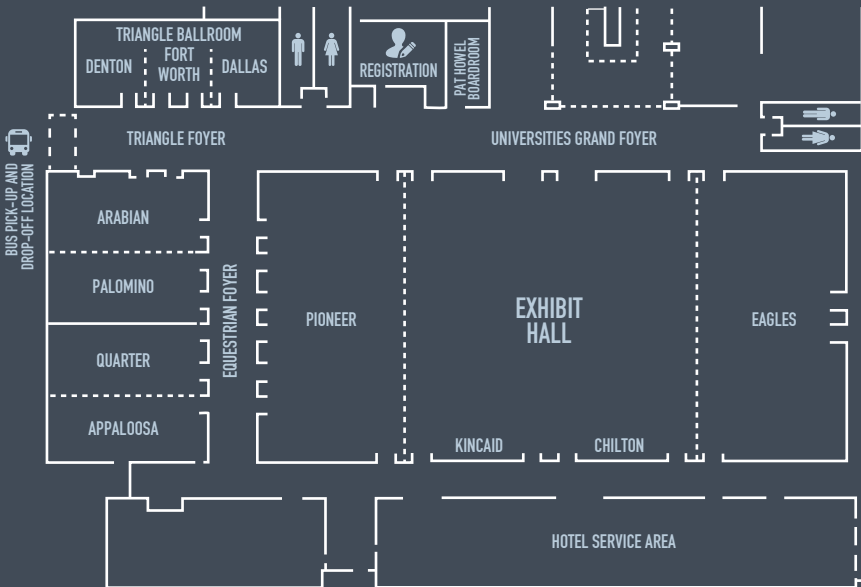 TRIANGLE BALLROOM
DENTON
FORT
WORTH
DALLAS
REGISTRATION
PAT HOWEL
BOARDROOM
TRIANGLE FOYER
UNIVERSITIES GRAND FOYER
BUS PICK-UP AND
DROP-OFF LOCATION
ARABIAN
PALOMINO
QUARTER
APPALOOSA
EQUESTRIAN FOYER
PIONEER
EXHIBIT
HALL
EAGLES
KINCAID
CHILTON
HOTEL SERVICE AREA